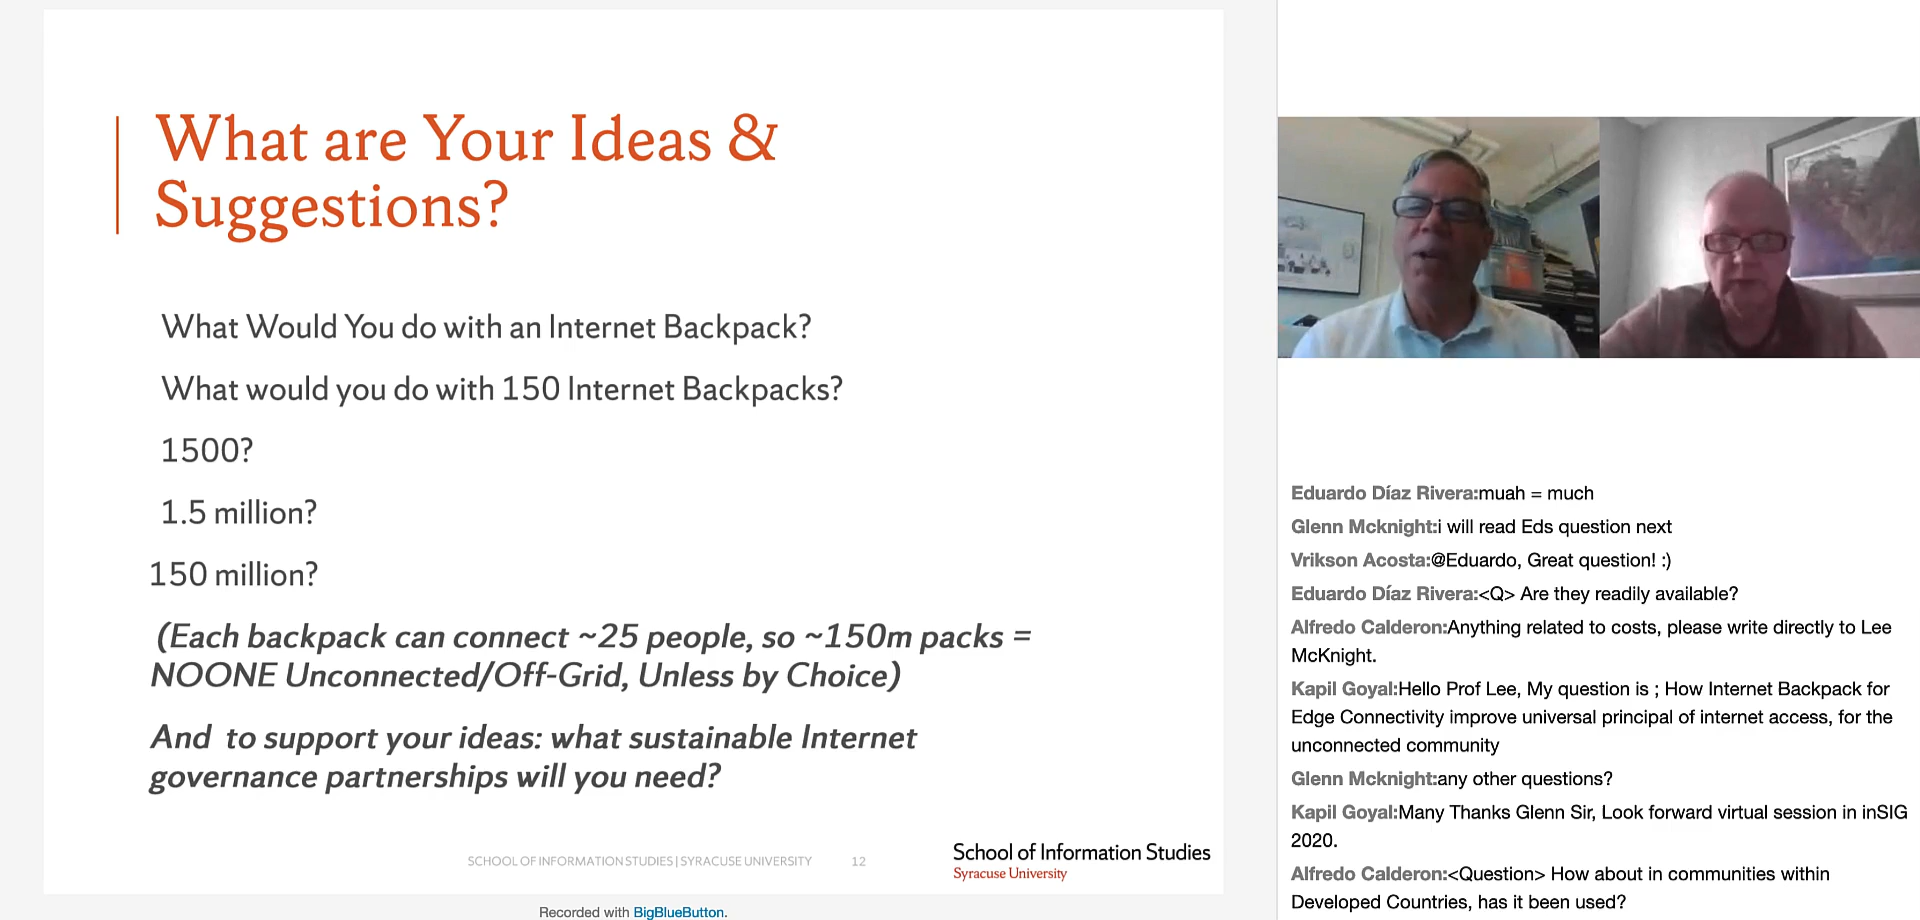 What are Your Ideas &
Suggestions?
What Would You do with an Internet Backpack?
What would you do with 150 Internet Backpacks?
1500?
1.5 million?
150 million?
(Each backpack can connect ~25 people, so ~150m packs =
NOONE Unconnected/Off-Grid, Unless by Choice)
And to support your ideas: what sustainable Internet
governance partnerships will you need?
SCHOOL OF INFORMATION STUDIES | SYRACUSE UNIVERSITY 12
School of Information Studies
Syracuse University
Recorded with BigBlueButton.
Eduardo Díaz Rivera:muah = much
Glenn Mcknight:i will read Eds question next
Vrikson Acosta:@Eduardo, Great question! :)
Eduardo Díaz Rivera:<Q> Are they readily available?
Alfredo Calderon:Anything related to costs, please write directly to Lee
McKnight.
Kapil Goyal:Hello Prof Lee, My question is ; How Internet Backpack for
Edge Connectivity improve universal principal of internet access, for the
unconnected community
Glenn Mcknight:any other questions?
Kapil Goyal:Many Thanks Glenn Sir, Look forward virtual session in inSIG
2020.
Alfredo Calderon:<Question> How about in communities within
Developed Countries, has it been used?